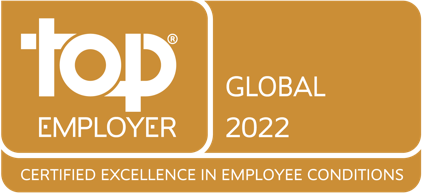 top®
EMPLOYER
GLOBAL
2022
CERTIFIED EXCELLENCE IN EMPLOYEE CONDITIONS